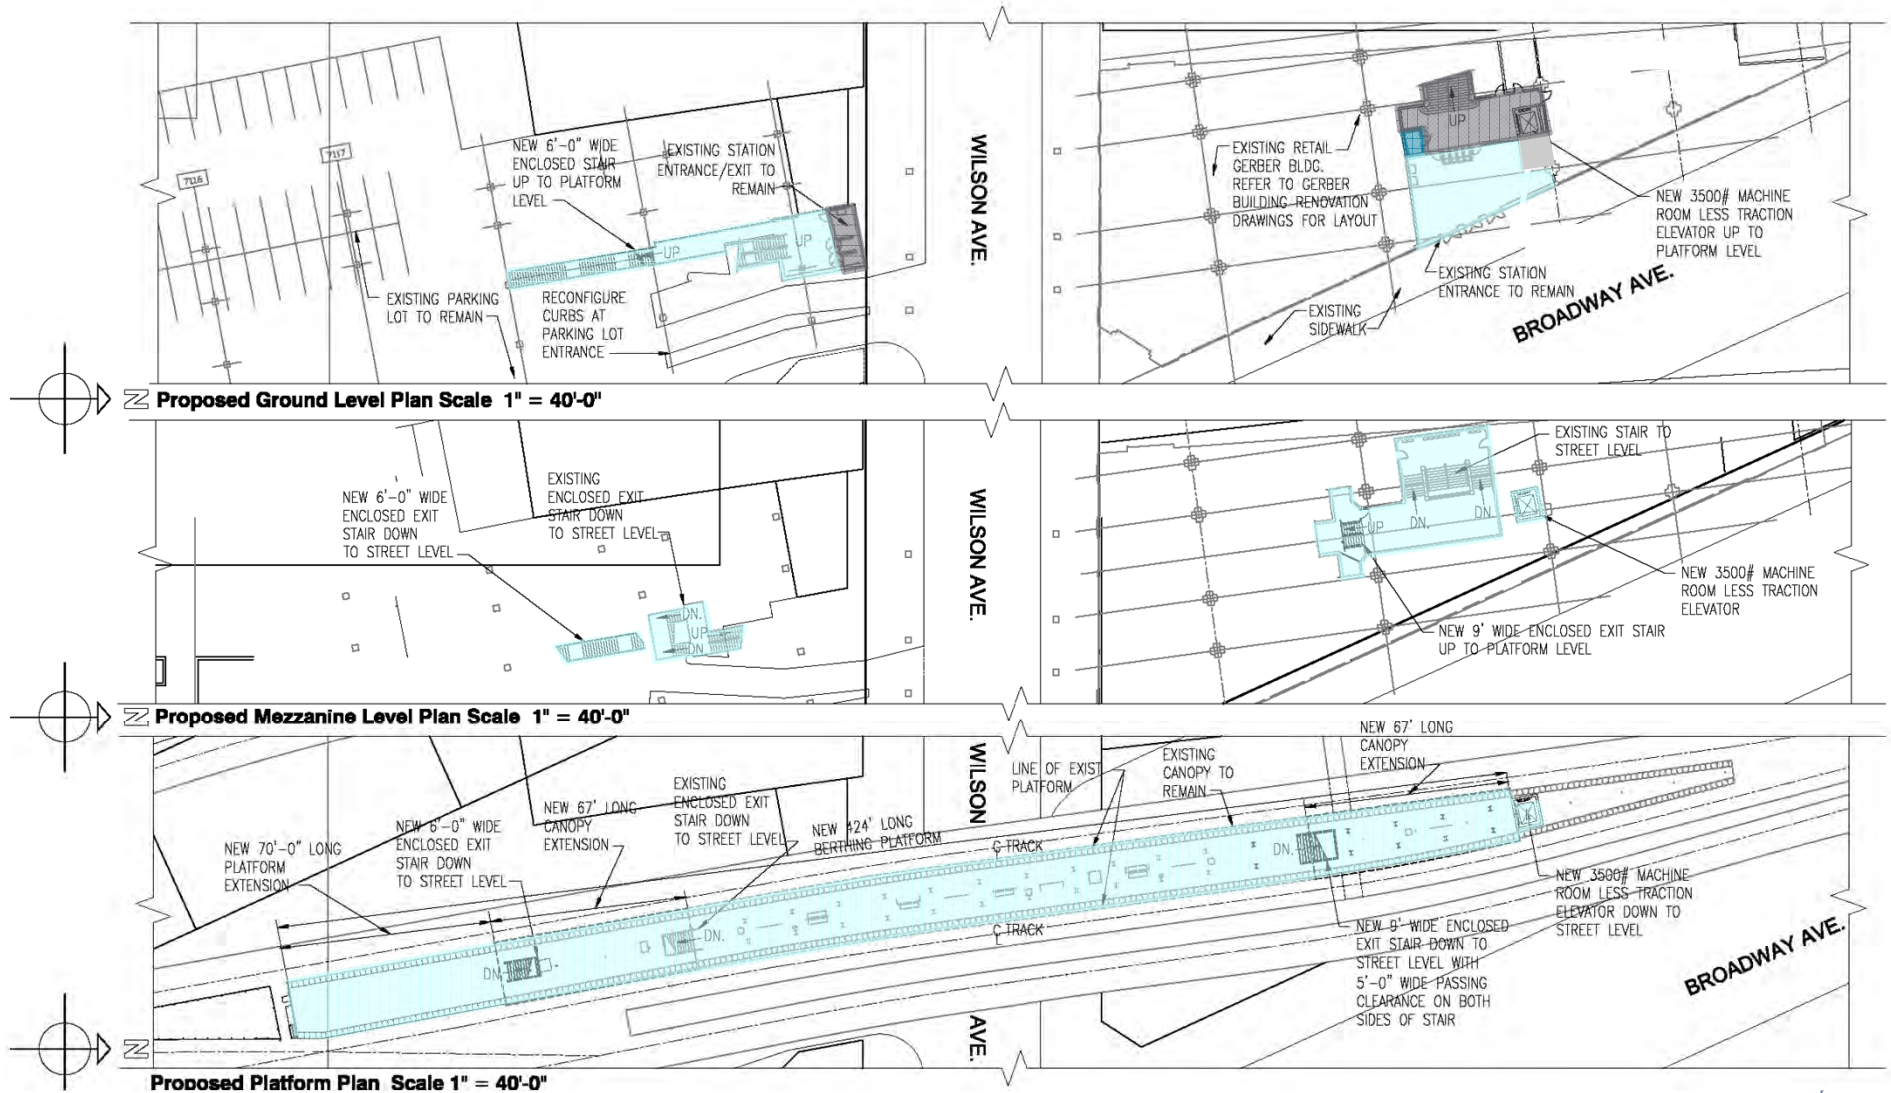 7116
7117
NEW 6'-0" WIDE
ENCLOSED STAIR
UP TO PLATFORM
LEVEL
EXISTING STATION
ENTRANCE/EXIT TO
REMAIN
UP
UP
EXISTING PARKING
LOT TO REMAIN
RECONFIGURE
CURBS AT
PARKING LOT
ENTRANCE
WILSON AVE.
EXISTING RETAIL
GERBER BLDG.
REFER TO GERBER
BUILDING RENOVATION
DRAWINGS FOR LAYOUT
UP
NEW 3500# MACHINE
ROOM LESS TRACTION
ELEVATOR UP TO
PLATFORM LEVEL
EXISTING STATION
ENTRANCE TO REMAIN
EXISTING
SIDEWALK
BROADWAY AVE.
N
Proposed Ground Level Plan Scale 1" = 40'-0"
NEW 6'-0" WIDE
ENCLOSED EXIT
STAIR DOWN
TO STREET LEVEL
EXISTING
ENCLOSED EXIT
STAIR DOWN
TO STREET LEVEL
DN.
UP
DN.
WILSON AVE.
EXISTING STAIR TO
STREET LEVEL
UP
DN.
DN.
NEW 3500# MACHINE
ROOM LESS TRACTION
ELEVATOR
NEW 9' WIDE ENCLOSED EXIT STAIR
UP TO PLATFORM LEVEL
N
Proposed Mezzanine Level Plan Scale 1" = 40'-0"
NEW 70'-0" LONG
PLATFORM
EXTENSION
NEW 6'-0" WIDE
ENCLOSED EXIT
STAIR DOWN
TO STREET LEVEL
NEW 67' LONG
CANOPY
EXTENSION
EXISTING
ENCLOSED EXIT
STAIR DOWN
TO STREET LEVEL
NEW 424' LONG
BERTHING PLATFORM
DN.
DN.
WILSON
AVE.
LINE OF EXIST
PLATFORM
EXISTING
CANOPY TO
REMAIN
NEW 67' LONG
CANOPY
EXTENSION
C TRACK
L
C TRACK
L
DN.
NEW 9' WIDE ENCLOSED
EXIT STAIR DOWN TO
STREET LEVEL WITH
5'-0" WIDE PASSING
CLEARANCE ON BOTH
SIDES OF STAIR
NEW 3500# MACHINE
ROOM LESS TRACTION
ELEVATOR DOWN TO
STREET LEVEL
BROADWAY AVE.
N
Proposed Platform Plan Scale 1" = 40'-0"